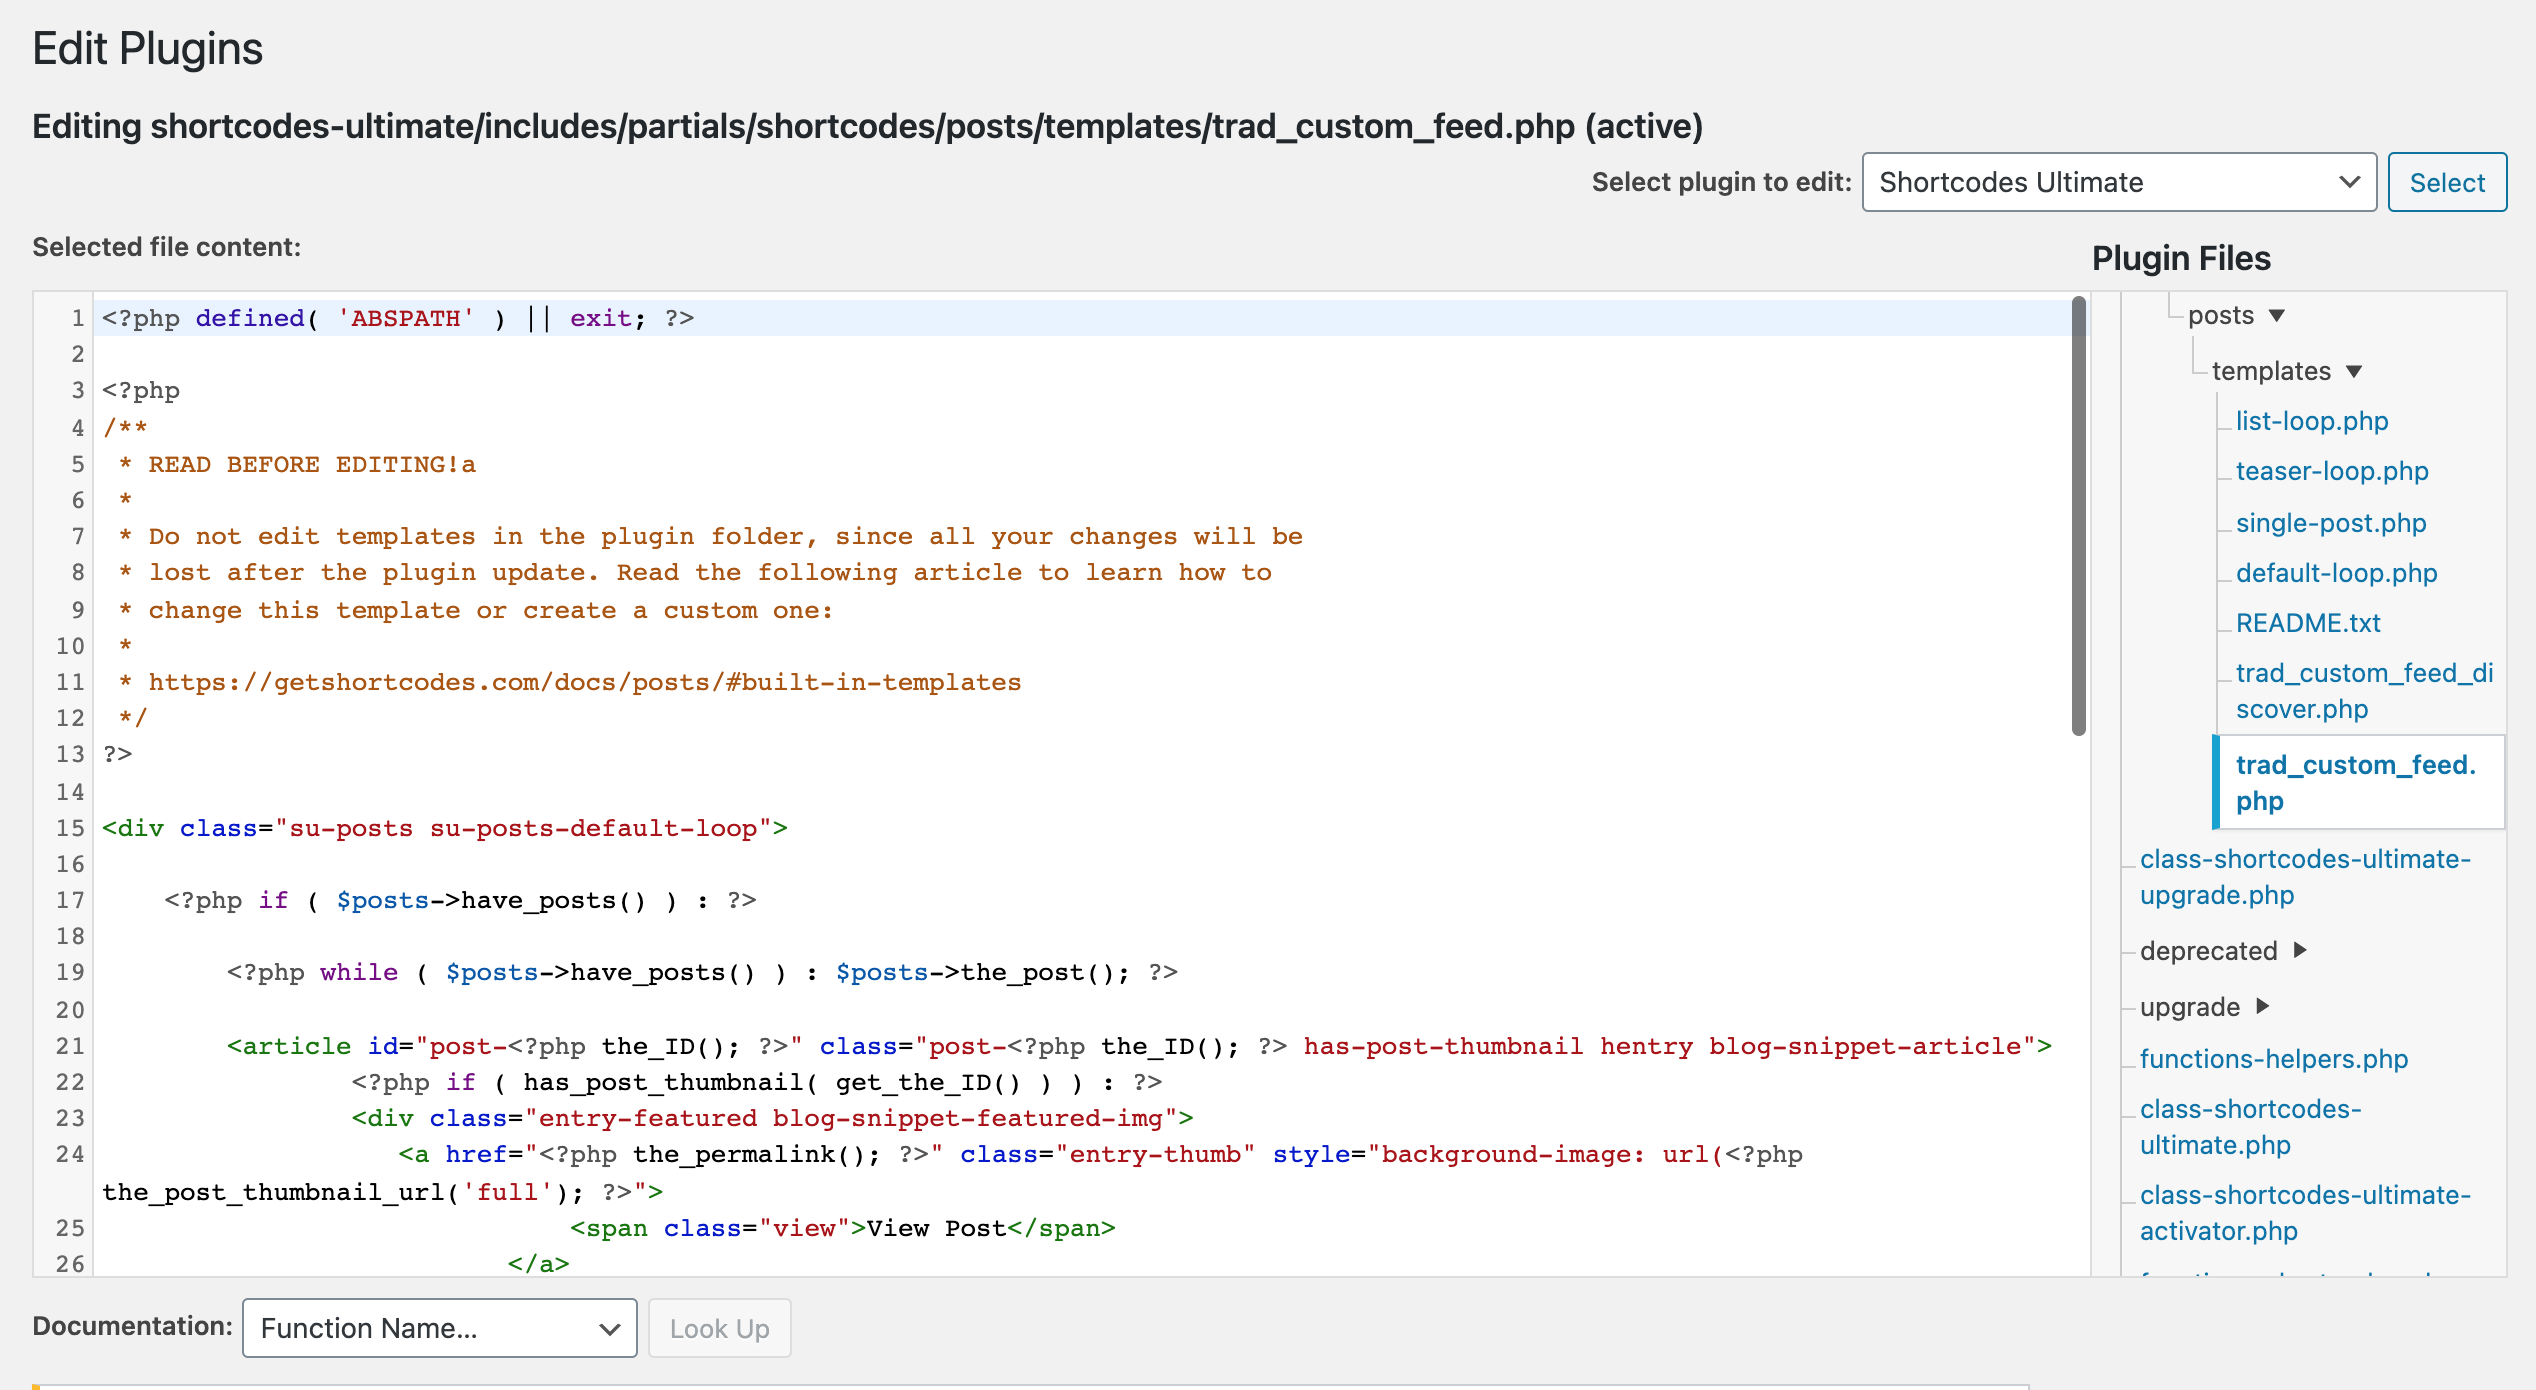 Edit Plugins
Editing shortcodes-ultimate/includes/partials/shortcodes/posts/templates/trad_custom_feed.php (active)
Select plugin to edit: Shortcodes Ultimate Select
Selected file content:
1 <?php defined( 'ABSPATH' ) || exit; ?>
2
3 <?php
4 /**
5  * READ BEFORE EDITING!a
6  *
7  * Do not edit templates in the plugin folder, since all your changes will be
8  * lost after the plugin update. Read the following article to learn how to
9  * change this template or create a custom one:
10  *
11  * https://getshortcodes.com/docs/posts/#built-in-templates
12  */
13 ?>
14
15 <div class="su-posts su-posts-default-loop">
16
17     <?php if ( $posts->have_posts() ) : ?>
18
19         <?php while ( $posts->have_posts() ) : $posts->the_post(); ?>
20
21         <article id="post-<?php the_ID(); ?>" class="post-<?php the_ID(); ?> has-post-thumbnail hentry blog-snippet-article">
22                 <?php if ( has_post_thumbnail( get_the_ID() ) ) : ?>
23                 <div class="entry-featured blog-snippet-featured-img">
24                    <a href="<?php the_permalink(); ?>" class="entry-thumb" style="background-image: url(<?php
the_post_thumbnail_url('full'); ?>">
25                               <span class="view">View Post</span>
26                           </a>
Plugin Files
posts ▼
templates ▼
list-loop.php
teaser-loop.php
single-post.php
default-loop.php
README.txt
trad_custom_feed_di
scover.php
trad_custom_feed.
php
class-shortcodes-ultimate-
upgrade.php
deprecated ▶
upgrade ▶
functions-helpers.php
class-shortcodes-
ultimate.php
class-shortcodes-ultimate-
activator.php
Documentation: Function Name... Look Up